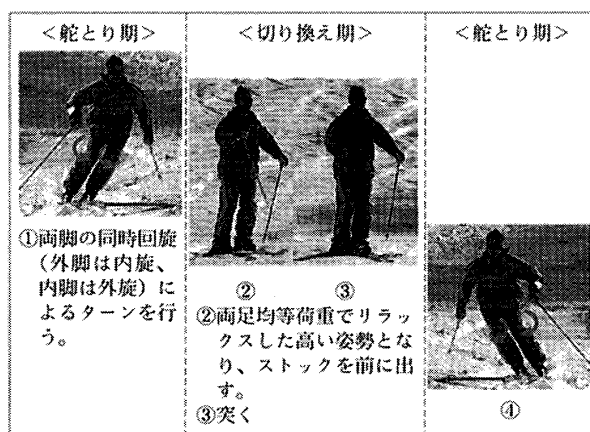 ＜舵とり期＞
①両脚の同時回旋
（外脚は内旋、
内脚は外旋）に
よるターンを行
う。
＜切り換え期＞
②
③
②両足均等荷重でリラッ
クスした高い姿勢とな
り、ストックを前に出
す。
③突く
＜舵とり期＞
④